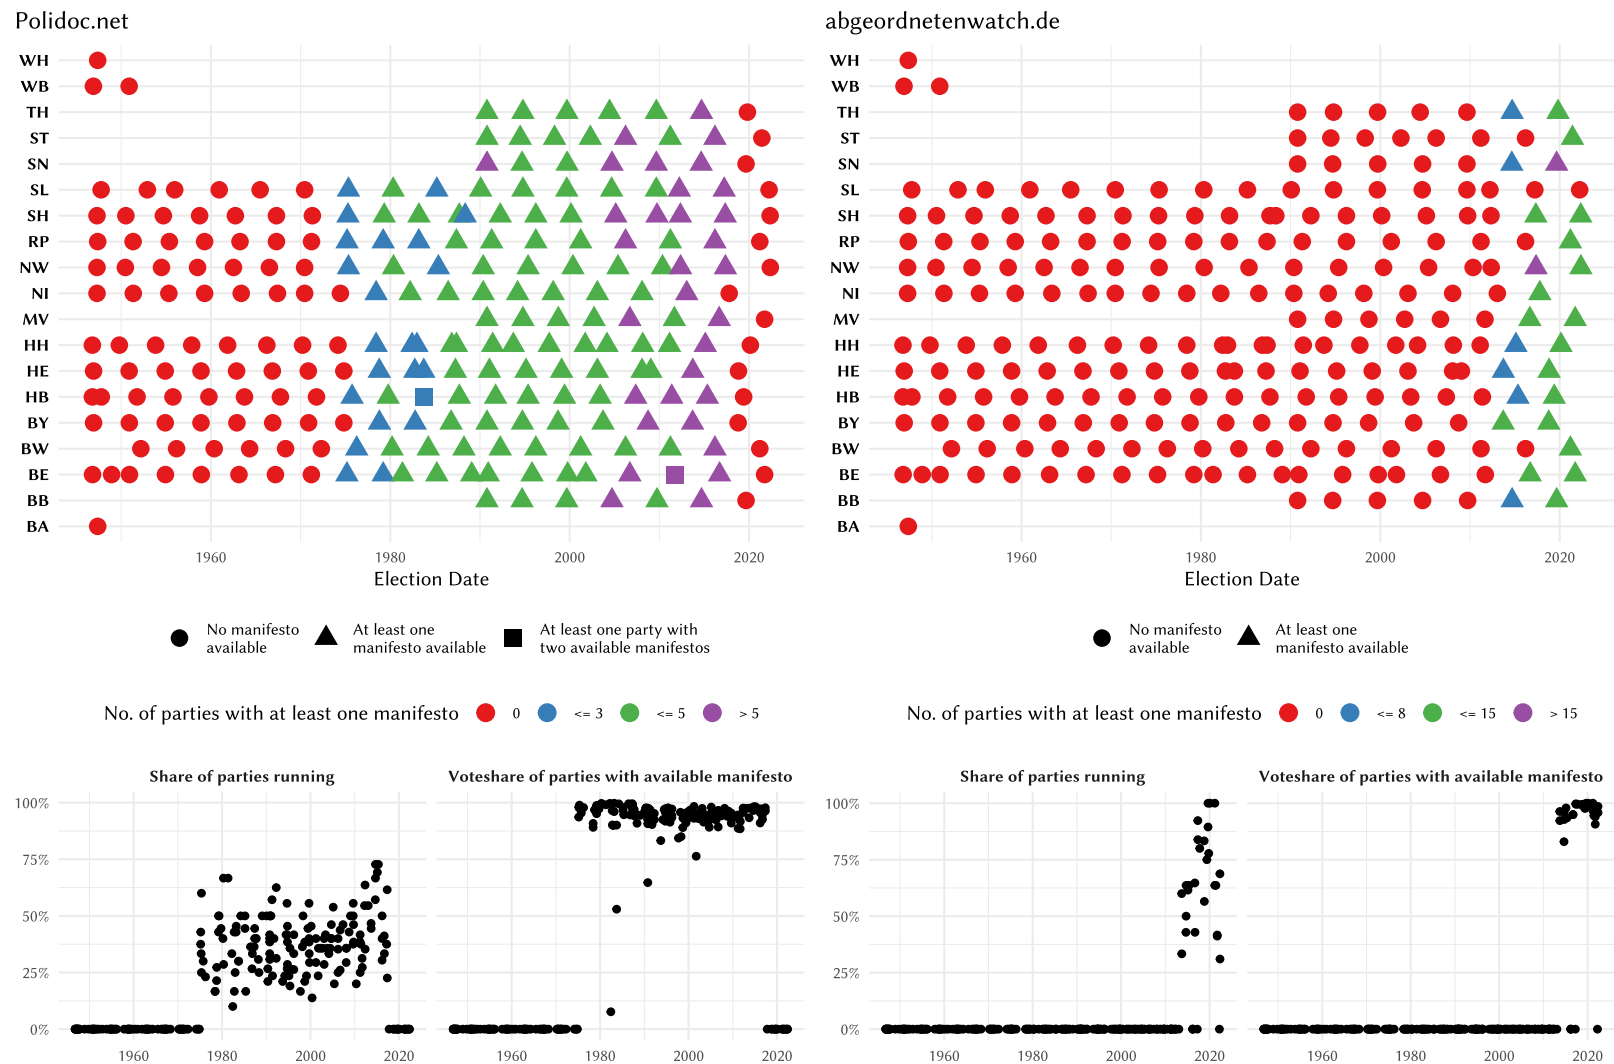 Polidoc.net
WH
WB
TH
ST
SN
SL
SH
RP
NW
NI
MV
HH
HE
HB
BY
BW
BE
BB
BA
1960 1980 2000 2020
Election Date
No manifesto
available
At least one
manifesto available
At least one party with
two available manifestos
No. of parties with at least one manifesto 0 <= 3 <= 5 > 5
Share of parties running Voteshare of parties with available manifesto
100%
75%
50%
25%
0%
1960 1980 2000 2020 1960 1980 2000 2020
abgeordnetenwatch.de
WH
WB
TH
ST
SN
SL
SH
RP
NW
NI
MV
HH
HE
HB
BY
BW
BE
BB
BA
1960 1980 2000 2020
Election Date
No manifesto
available
At least one
manifesto available
No. of parties with at least one manifesto 0 <= 8 <= 15 > 15
Share of parties running Voteshare of parties with available manifesto
100%
75%
50%
25%
0%
1960 1980 2000 2020 1960 1980 2000 2020